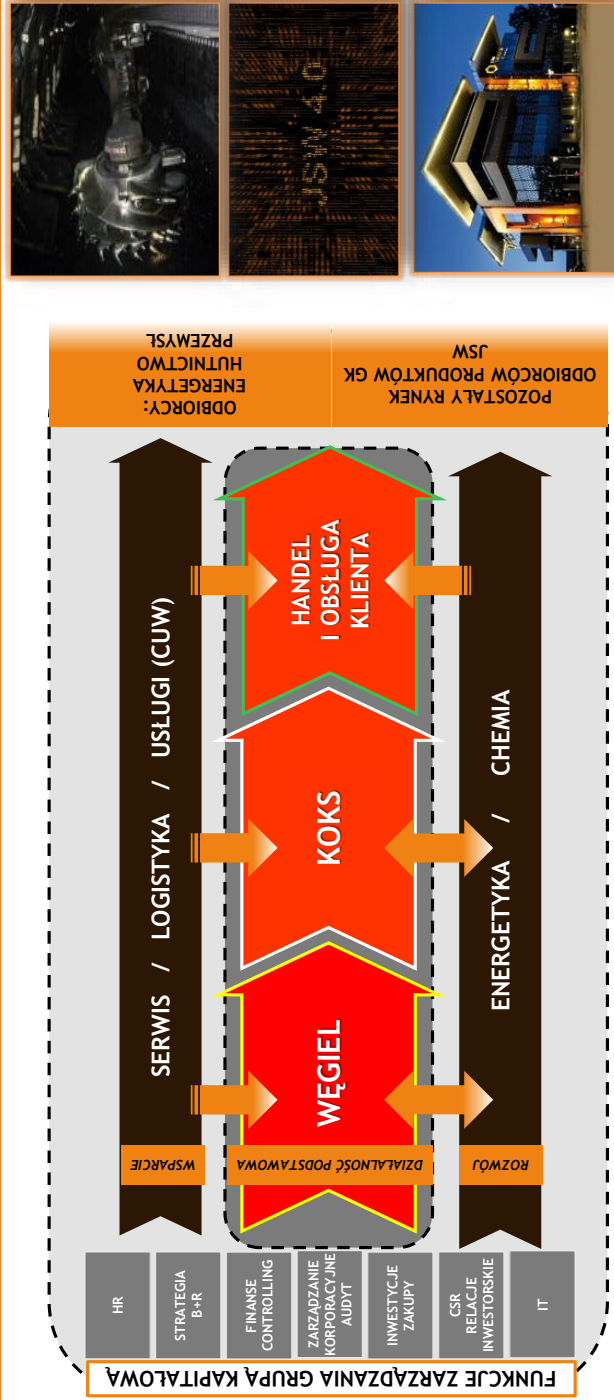 FUNKCJE ZARZĄDZANIA GRUPĄ KAPITAŁOWĄ
HR
STRATEGIA
B+R
FINANSE
CONTROLLING
ZARZĄDZANIE
KORPORACYJNE
AUDYT
INWESTYCJE
ZAKUPY
CSR
RELACJE
INWESTORSKIE
IT
WSPARCIE
SERWIS / LOGISTYKA / USŁUGI (CUW)
DZIAŁALNOŚĆ PODSTAWOWA
WĘGIEL
KOKS
HANDEL
I OBSŁUGA
KLIENTA
ROZWÓJ
ENERGETYKA / CHEMIA
ODBIORCY:
ENERGETYKA
HUTNICTWO
PRZEMYSŁ
POZOSTAŁY RYNEK
ODBIORCÓW PRODUKTÓW GK
JSW
JSW 4.0